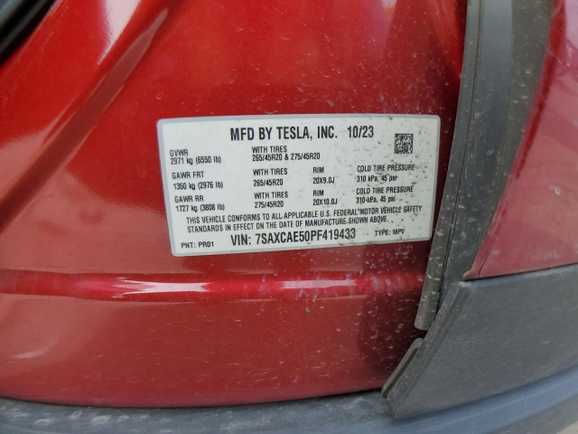 MFD BY TESLA, INC. 10/23
GVWR WITH TIRES
2971 kg (6550 lb) 265/45R20 & 275/45R20
GAWR FRT WITH TIRES RIM COLD TIRE PRESSURE
1350 kg (2976 lb) 265/45R20 20X9.0J 310 kPa, 45 psi
GAWR RR WITH TIRES RIM COLD TIRE PRESSURE
1727 kg (3808 lb) 275/45R20 20X10.0J 310 kPa, 45 psi
THIS VEHICLE CONFORMS TO ALL APPLICABLE U.S. FEDERAL MOTOR VEHICLE SAFETY
STANDARDS IN EFFECT ON THE DATE OF MANUFACTURE SHOWN ABOVE.
PNT: PR01 VIN: 7SAXCAE50PF419433 TYPE: MPV